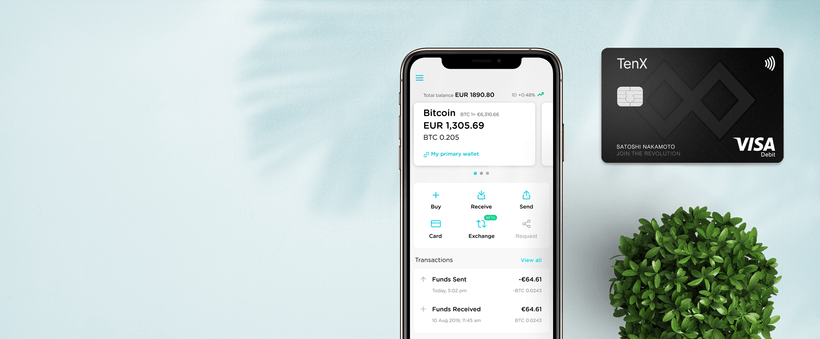 Total balance EUR 1890.80
1D +0.48%
Bitcoin BTC 1= €6,310.66
EUR 1,305.69
BTC 0.205
My primary wallet
Buy
Receive
Send
Card
BETA
Exchange
Request
Transactions
View all
Funds Sent
-€64.61
Today, 5:02 pm
-BTC 0.0243
Funds Received
€64.61
10 Aug 2019, 11:45 am
BTC 0.0243
TenX
SATOSHI NAKAMOTO
JOIN THE REVOLUTION
VISA
Debit